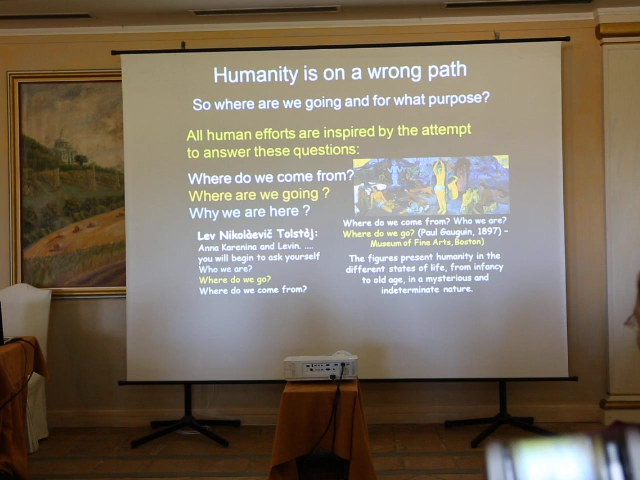 Humanity is on a wrong path
So where are we going and for what purpose?
All human efforts are inspired by the attempt
to answer these questions:
Where do we come from?
Where are we going ?
Why we are here ?
Lev Nikolàevič Tolstòj:
Anna Karenina and Levin. ....
you will begin to ask yourself
Who we are?
Where do we go?
Where do we come from?
Where do we come from? Who we are?
Where do we go? (Paul Gauguin, 1897) –
Museum of Fine Arts, Boston)
The figures present humanity in the
different states of life, from infancy
to old age, in a mysterious and
indeterminate nature.